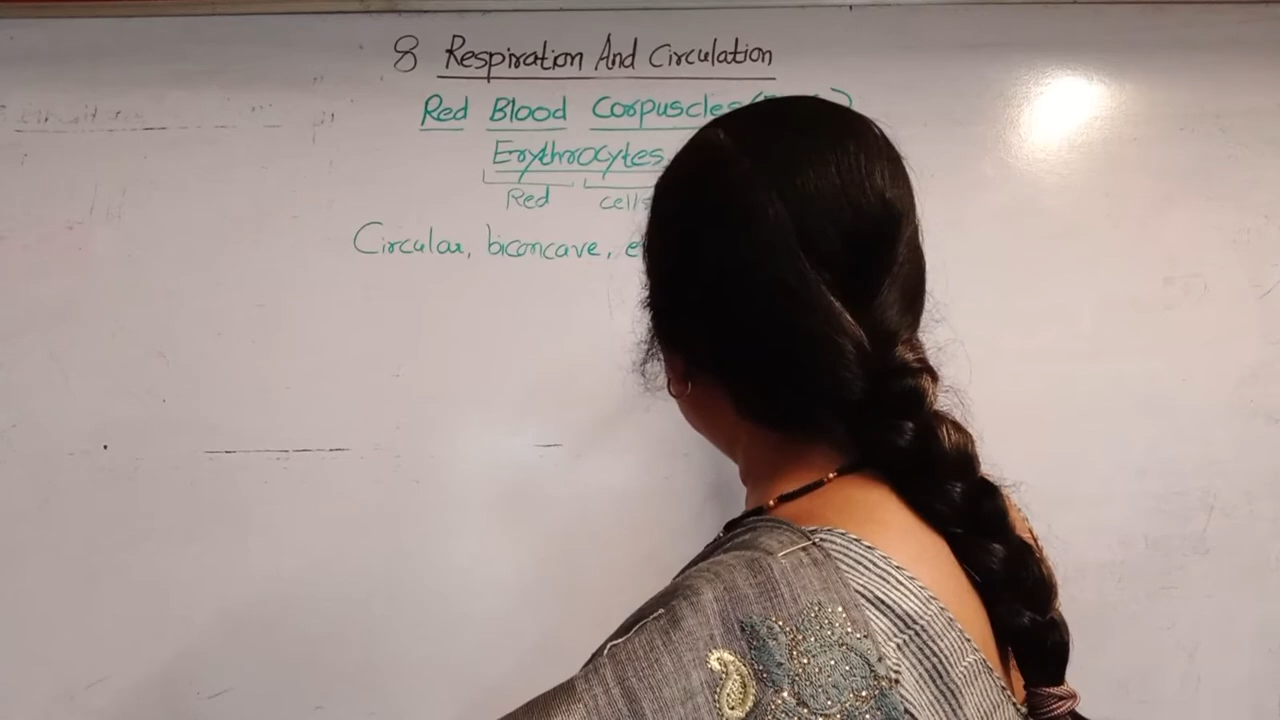 8 Respiration And Circulation
Red Blood Corpuscles
Erythrocytes
Red cells
Circular, biconcave,